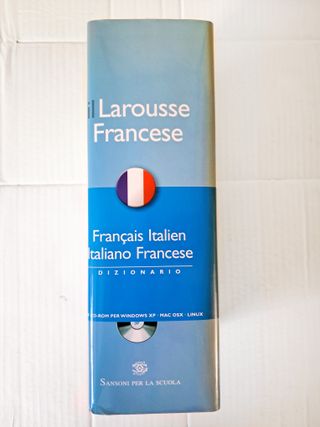 il Larousse
Francese
Français Italien
Italiano Francese
DIZIONARIO
CD-ROM PER WINDOWS XP · MAC OSX · LINUX
SANSONI PER LA SCUOLA